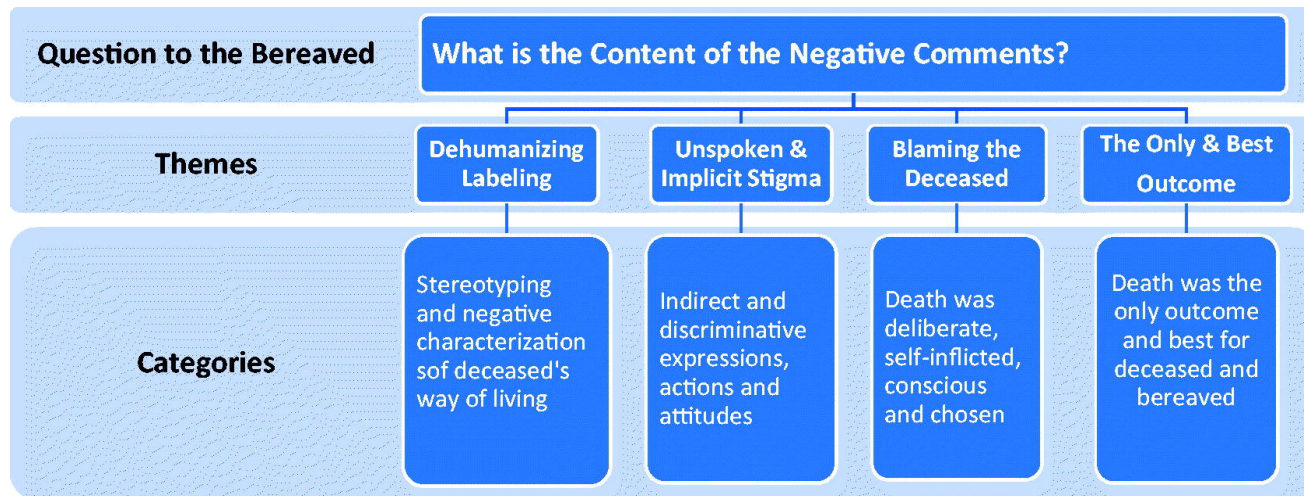 Question to the Bereaved
What is the Content of the Negative Comments?
Themes
Dehumanizing
Labeling
Unspoken &
Implicit Stigma
Blaming the
Deceased
The Only & Best
Outcome
Categories
Stereotyping
and negative
characterization
sof deceased's
way of living
Indirect and
discriminative
expressions,
actions and
attitudes
Death was
deliberate,
self-inflicted,
conscious
and chosen
Death was the
only outcome
and best for
deceased and
bereaved